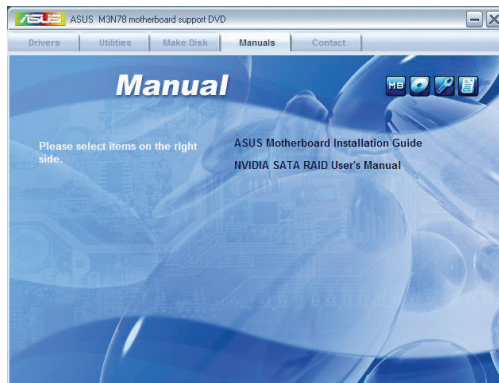 ASUS ASUS M3N78 motherboard support DVD
Drivers Utilities Make Disk Manuals Contact
Manual
MB
Please select items on the right
side.
ASUS Motherboard Installation Guide
NVIDIA SATA RAID User's Manual